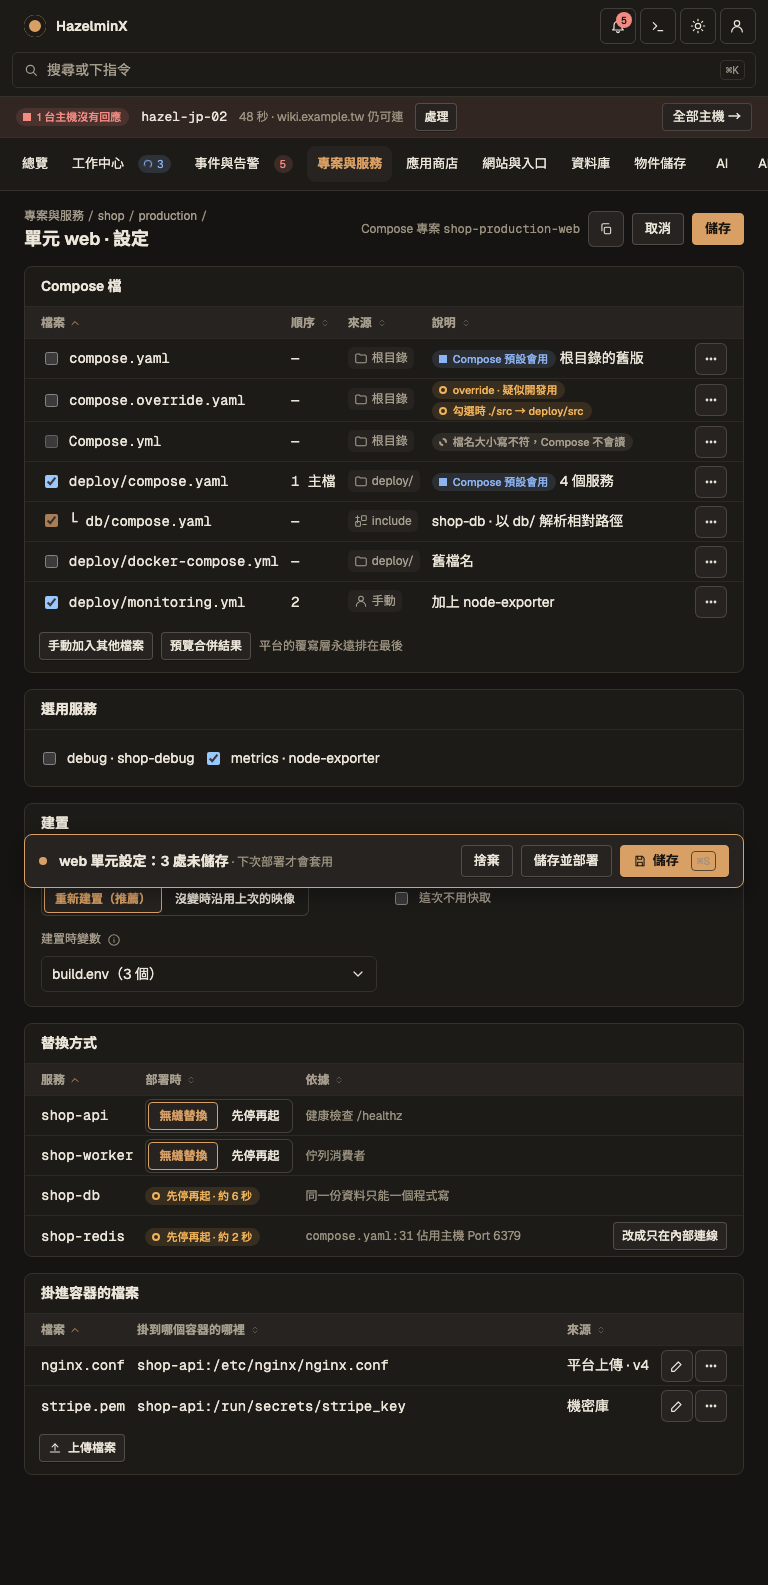 HazelminX
5
搜尋或下指令
⌘K
1 台主機沒有回應 hazel-jp-02 48 秒 · wiki.example.tw 仍可連 處理 全部主機 →
總覽 工作中心 3 事件與告警 5 專案與服務 應用商店 網站與入口 資料庫 物件儲存 AI
專案與服務 / shop / production /
單元 web · 設定
Compose 專案 shop-production-web 取消 儲存
Compose 檔
檔案 順序 來源 說明
compose.yaml – 根目錄 Compose 預設會用 根目錄的舊版
compose.override.yaml – 根目錄 override · 疑似開發用
勾選時 ./src → deploy/src
Compose.yml – 根目錄 檔名大小寫不符，Compose 不會讀
deploy/compose.yaml 1 主檔 deploy/ Compose 預設會用 4 個服務
└ db/compose.yaml – include shop-db · 以 db/ 解析相對路徑
deploy/docker-compose.yml – deploy/ 舊檔名
deploy/monitoring.yml 2 手動 加上 node-exporter
手動加入其他檔案 預覽合併結果 平台的覆寫層永遠排在最後
選用服務
debug · shop-debug metrics · node-exporter
建置
web 單元設定：3 處未儲存 · 下次部署才會套用 捨棄 儲存並部署 儲存 ⌘S
重新建置（推薦） 沒變時沿用上次的映像 這次不用快取
建置時變數
build.env（3 個）
替換方式
服務 部署時 依據
shop-api 無縫替換 先停再起 健康檢查 /healthz
shop-worker 無縫替換 先停再起 佇列消費者
shop-db 先停再起 · 約 6 秒 同一份資料只能一個程式寫
shop-redis 先停再起 · 約 2 秒 compose.yaml:31 佔用主機 Port 6379 改成只在內部連線
掛進容器的檔案
檔案 掛到哪個容器的哪裡 來源
nginx.conf shop-api:/etc/nginx/nginx.conf 平台上傳 · v4
stripe.pem shop-api:/run/secrets/stripe_key 機密庫
上傳檔案